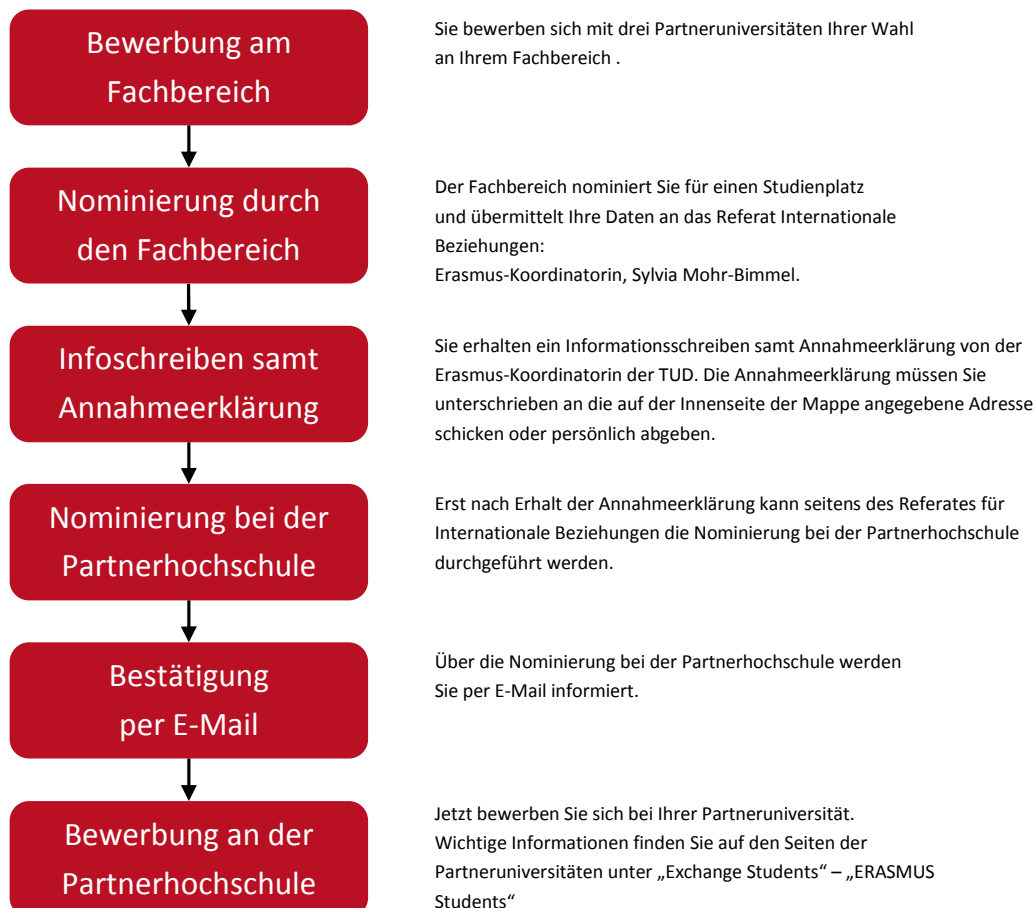 Bewerbung am
Fachbereich
Sie bewerben sich mit drei Partneruniversitäten Ihrer Wahl
an Ihrem Fachbereich .
Nominierung durch
den Fachbereich
Der Fachbereich nominiert Sie für einen Studienplatz
und übermittelt Ihre Daten an das Referat Internationale
Beziehungen:
Erasmus-Koordinatorin, Sylvia Mohr-Bimmel.
Infoschreiben samt
Annahmeerklärung
Sie erhalten ein Informationsschreiben samt Annahmeerklärung von der
Erasmus-Koordinatorin der TUD. Die Annahmeerklärung müssen Sie
unterschrieben an die auf der Innenseite der Mappe angegebene Adresse
schicken oder persönlich abgeben.
Nominierung bei der
Partnerhochschule
Erst nach Erhalt der Annahmeerklärung kann seitens des Referates für
Internationale Beziehungen die Nominierung bei der Partnerhochschule
durchgeführt werden.
Bestätigung
per E-Mail
Über die Nominierung bei der Partnerhochschule werden
Sie per E-Mail informiert.
Bewerbung an der
Partnerhochschule
Jetzt bewerben Sie sich bei Ihrer Partneruniversität.
Wichtige Informationen finden Sie auf den Seiten der
Partneruniversitäten unter „Exchange Students“ – „ERASMUS
Students“